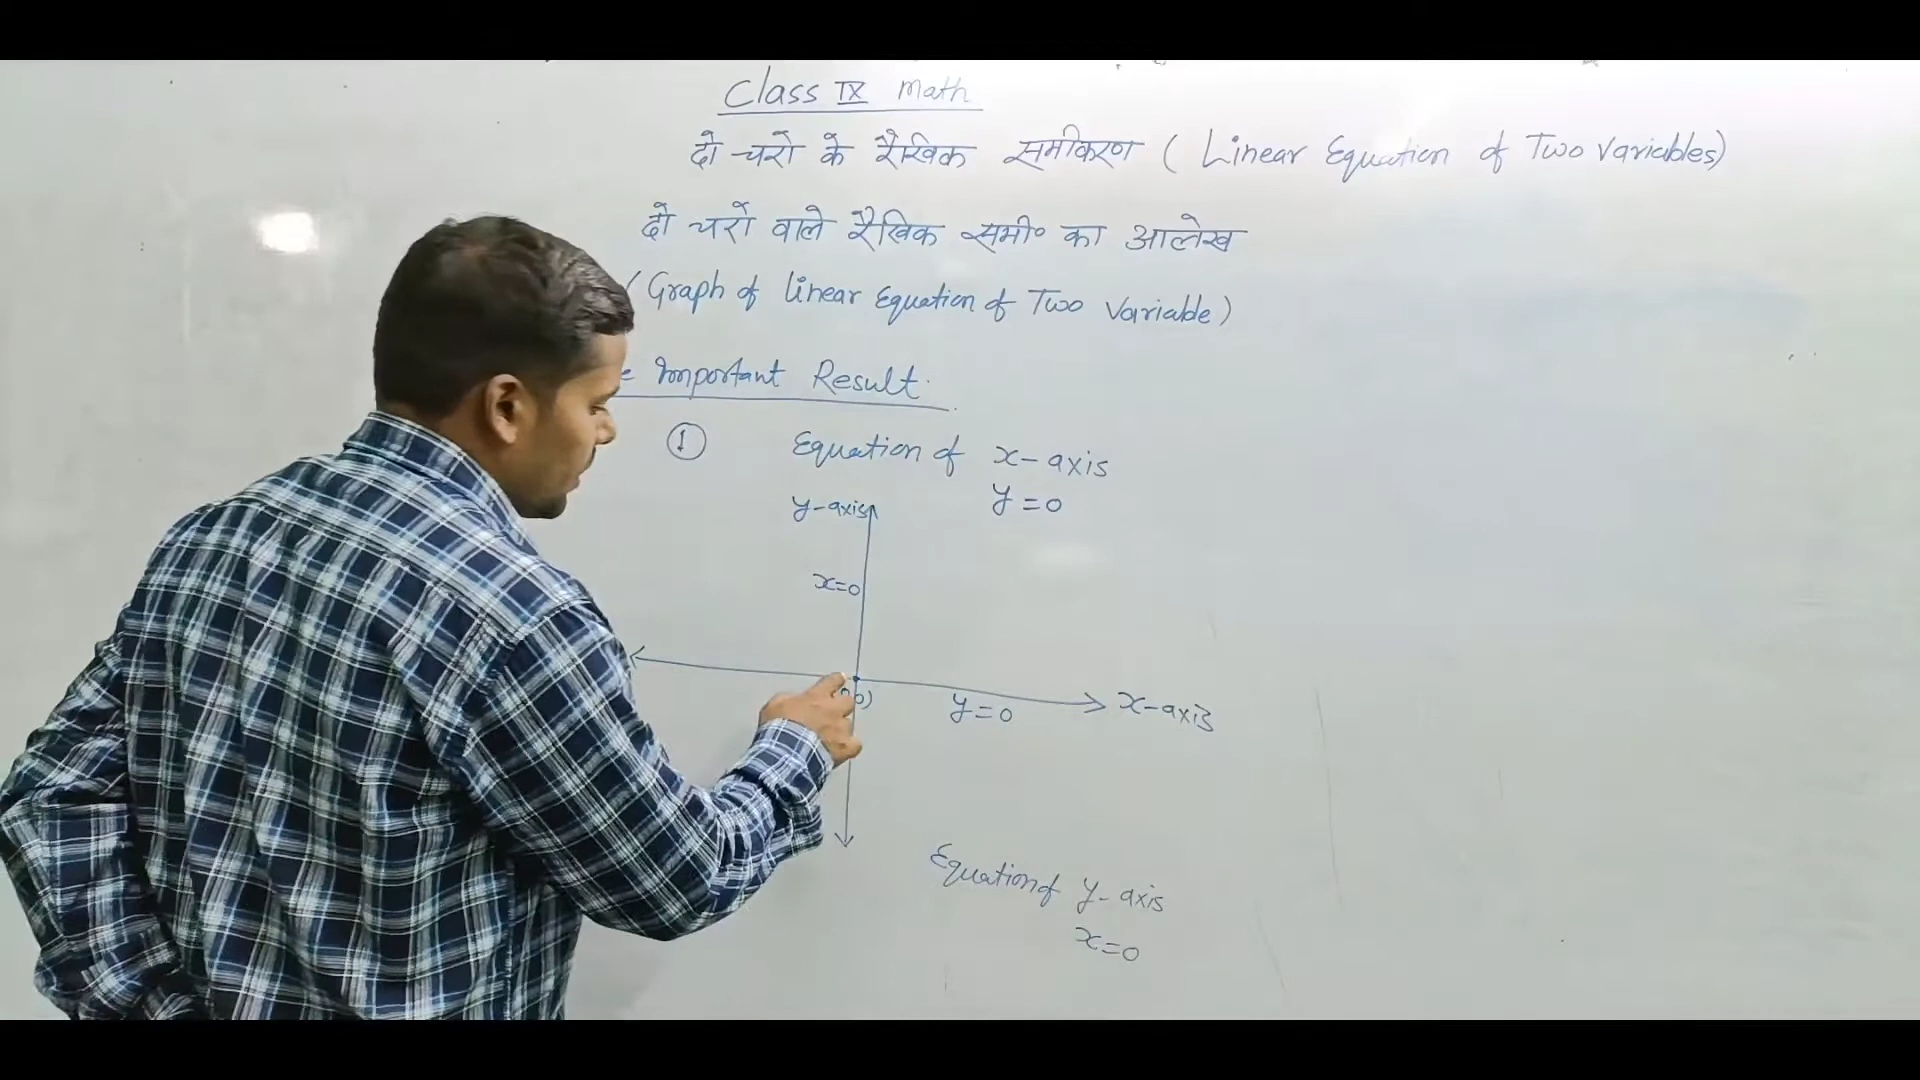 Class IX Math
दो चरो के रैखिक समीकरण ( Linear Equation of Two Variables)
दो चरों वाले रैखिक समी० का आलेख
(Graph of linear Equation of Two Variable)
Important Result.
1 Equation of x-axis
y=0
y-axis
x=0
y=0
x-axis
Equation of y-axis
x=0